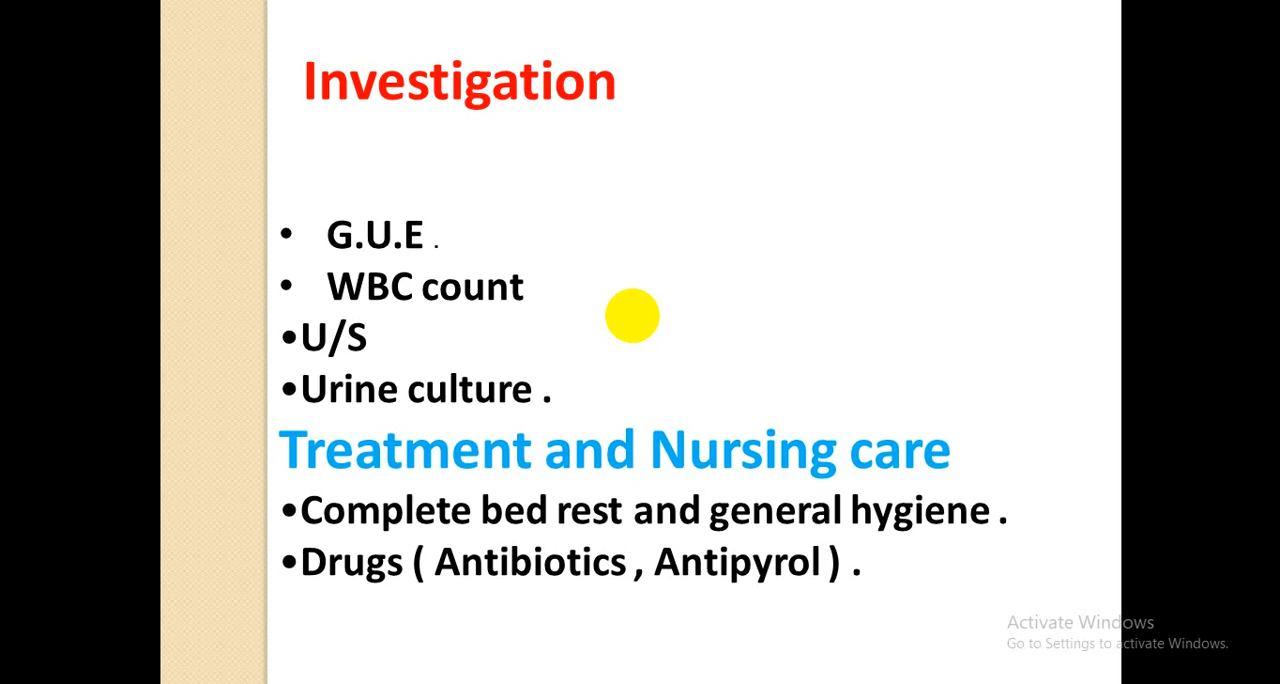 Investigation
• G.U.E .
• WBC count
•U/S
•Urine culture .
Treatment and Nursing care
•Complete bed rest and general hygiene .
•Drugs ( Antibiotics , Antipyrol ) .
Activate Windows
Go to Settings to activate Windows.